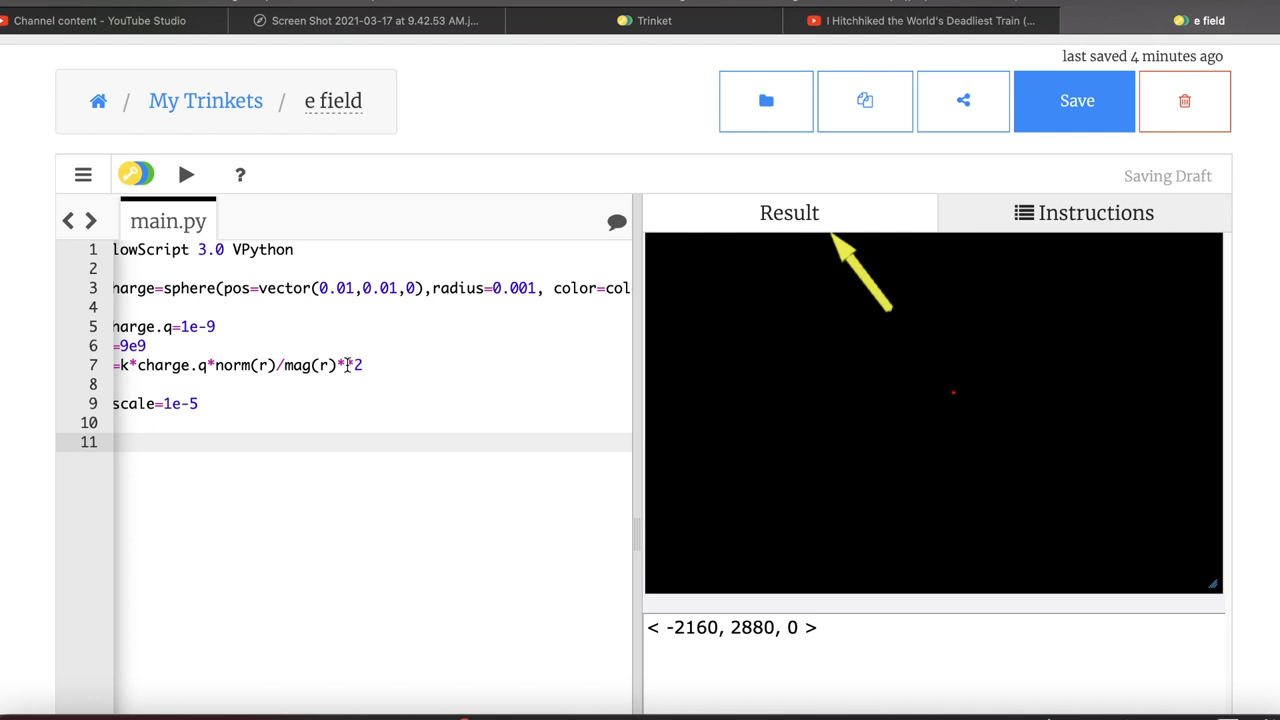 Channel content - YouTube Studio
Screen Shot 2021-03-17 at 9.42.53 AM.j...
Trinket
I Hitchhiked the World's Deadliest Train (...
e field
last saved 4 minutes ago
/ My Trinkets / e field
Save
?
Saving Draft
main.py
Result
Instructions
1 lowScript 3.0 VPython
2
3 harge=sphere(pos=vector(0.01,0.01,0),radius=0.001, color=col
4
5 harge.q=1e-9
6 =9e9
7 =k*charge.q*norm(r)/mag(r)**2
8
9 scale=1e-5
10
11
< -2160, 2880, 0 >